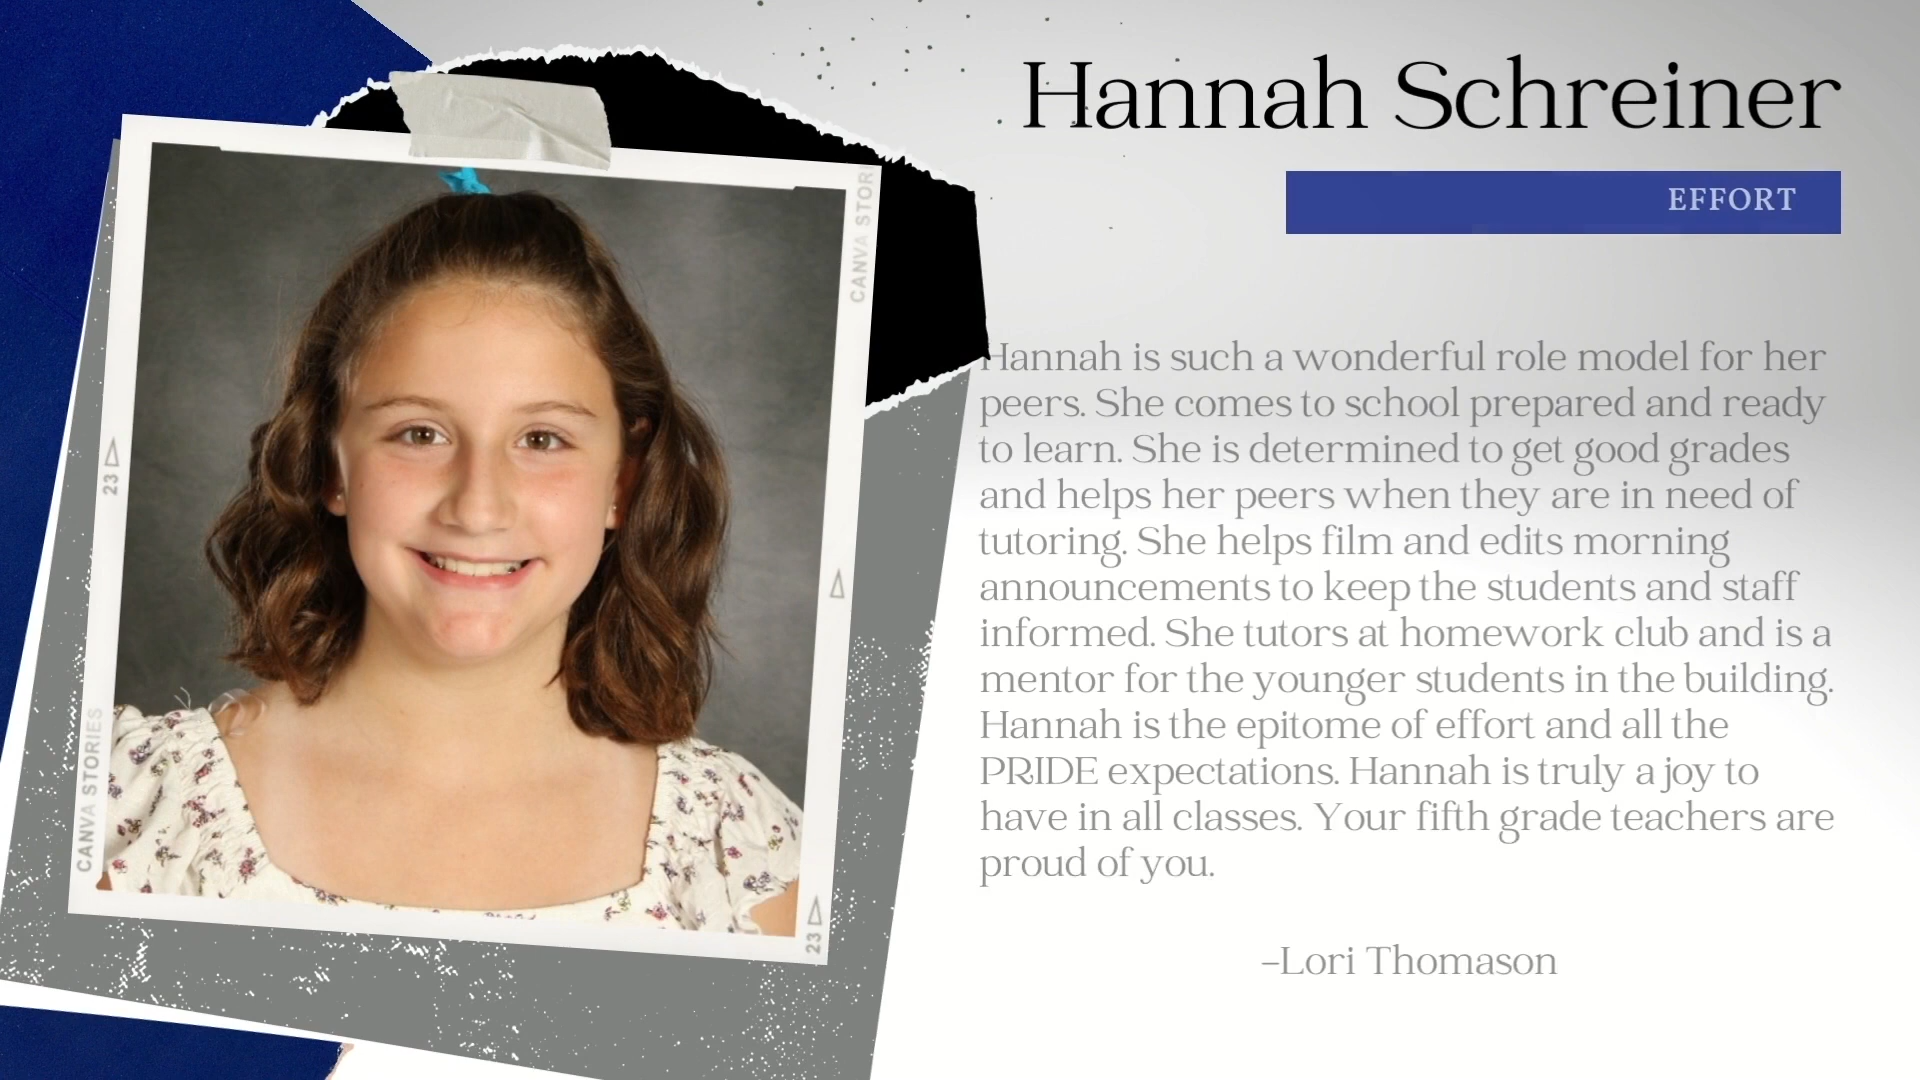 Hannah Schreiner
EFFORT
Hannah is such a wonderful role model for her
peers. She comes to school prepared and ready
to learn. She is determined to get good grades
and helps her peers when they are in need of
tutoring. She helps film and edits morning
announcements to keep the students and staff
informed. She tutors at homework club and is a
mentor for the younger students in the building.
Hannah is the epitome of effort and all the
PRIDE expectations. Hannah is truly a joy to
have in all classes. Your fifth grade teachers are
proud of you.
–Lori Thomason
CANVA STOR
23
CANVA STORIES
23